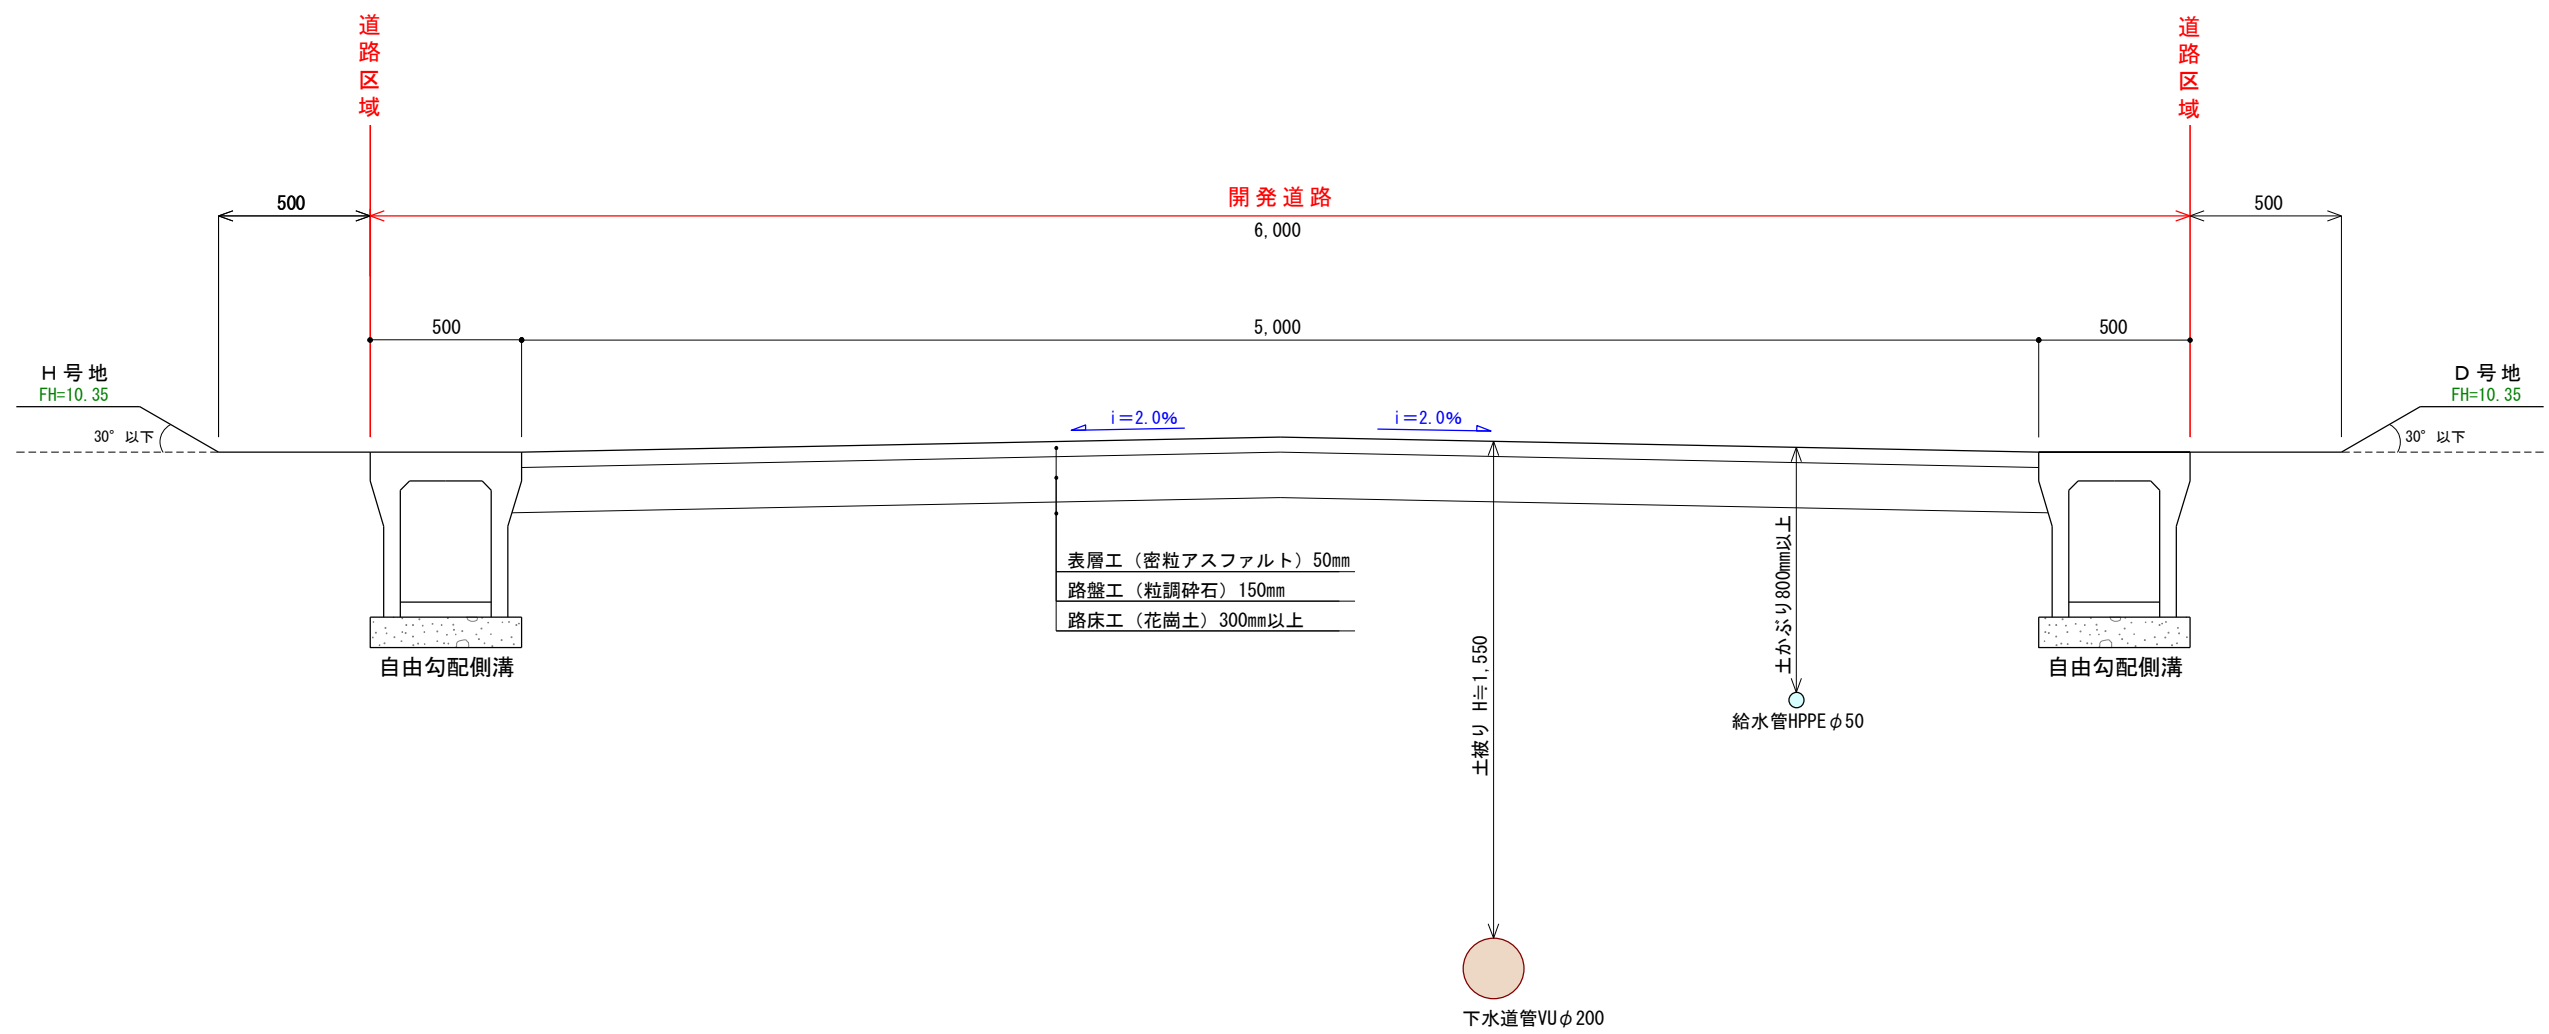 道路区域
道路区域
500
開発道路
500
6,000
500
5,000
500
H号地
FH=10.35
30° 以下
i=2.0%
i=2.0%
D号地
FH=10.35
30° 以下
表層工（密粒アスファルト）50mm
路盤工（粒調砕石）150mm
路床工（花崗土）300mm以上
土被り H≒1,550
土かぶり800mm以上
自由勾配側溝
自由勾配側溝
給水管HPPEφ50
下水道管VUφ200